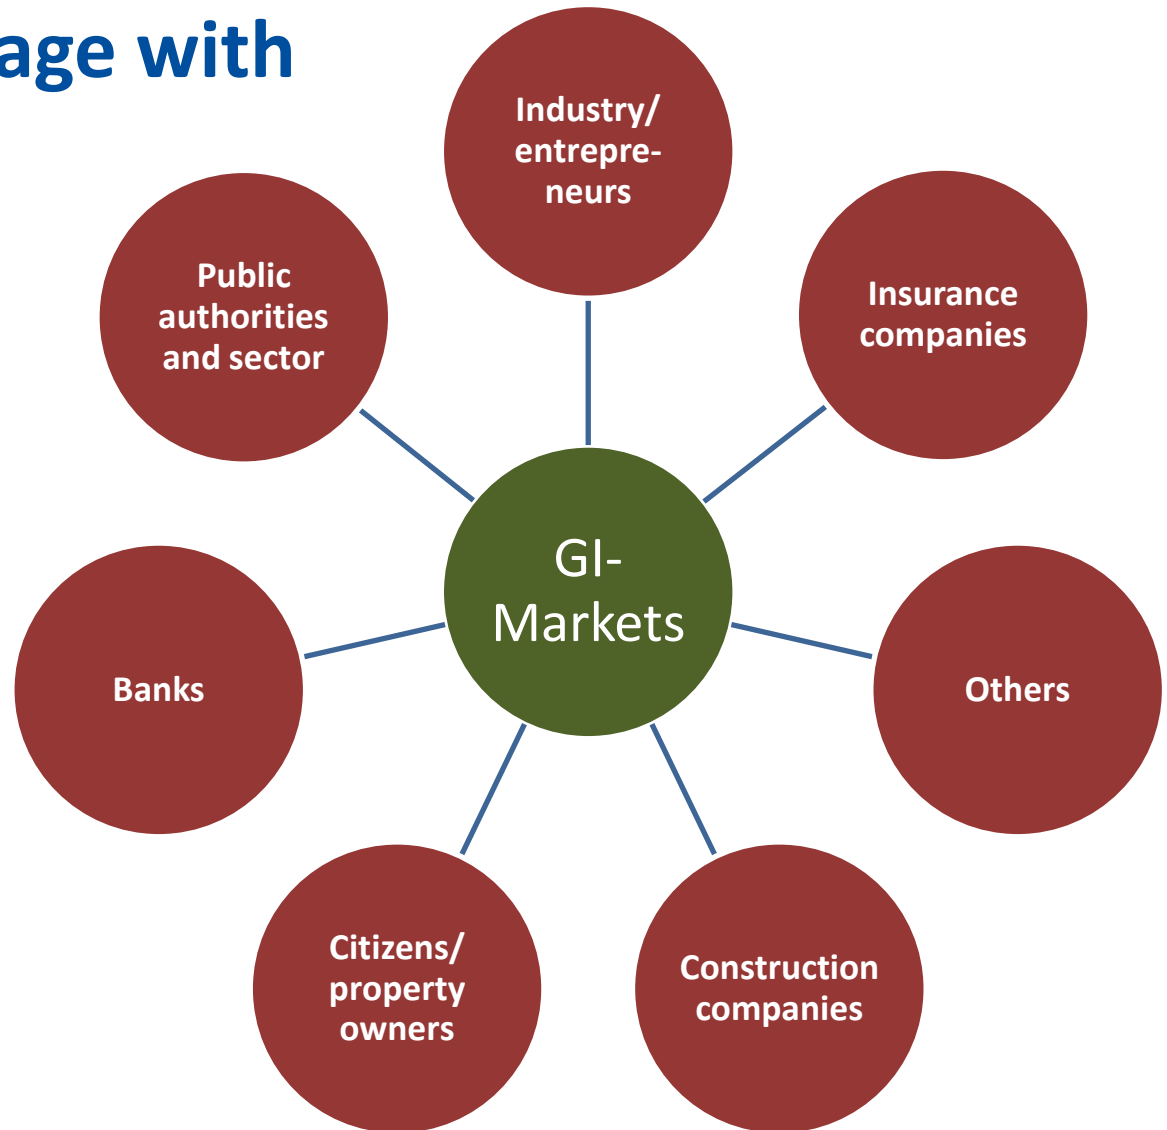 age with
Industry/
entrepre-
neurs
Public
authorities
and sector
Insurance
companies
GI-
Markets
Banks
Others
Citizens/
property
owners
Construction
companies